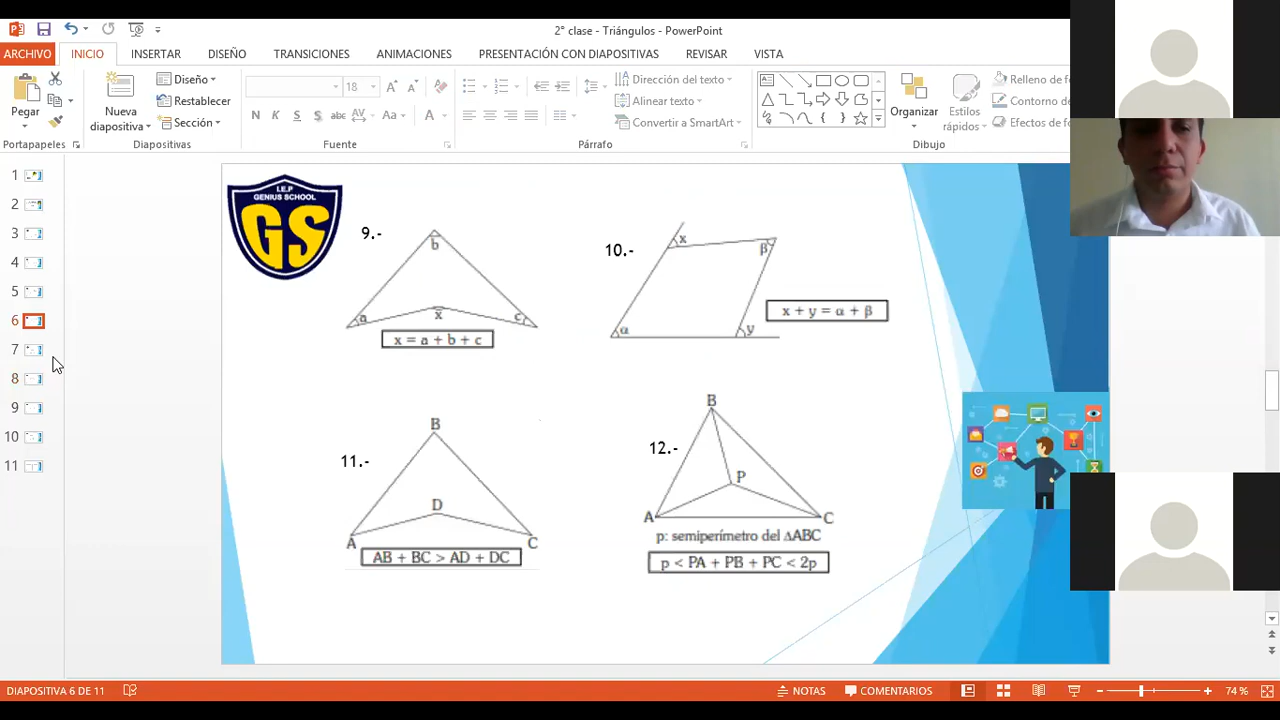 2° clase - Triángulos - PowerPoint
ARCHIVO INICIO INSERTAR DISEÑO TRANSICIONES ANIMACIONES PRESENTACIÓN CON DIAPOSITIVAS REVISAR VISTA
Pegar
Portapapeles
Nueva
diapositiva
Diseño
Restablecer
Sección
Diapositivas
18
N K S S abc AV Aa A
Fuente
Párrafo
Dirección del texto
Alinear texto
Convertir a SmartArt
Organizar
Estilos
rápidos
Relleno de
Contorno de
Efectos de
Dibujo
1
2
3
4
5
6
7
8
9
10
11
I.E.P
GENIUS SCHOOL
GS
9.-
b
a
x
c
x = a + b + c
10.-
x
β
α
y
x + y = α + β
11.-
B
D
A
C
AB + BC > AD + DC
12.-
B
P
A
C
p: semiperímetro del ΔABC
p < PA + PB + PC < 2p
DIAPOSITIVA 6 DE 11
NOTAS
COMENTARIOS
74 %